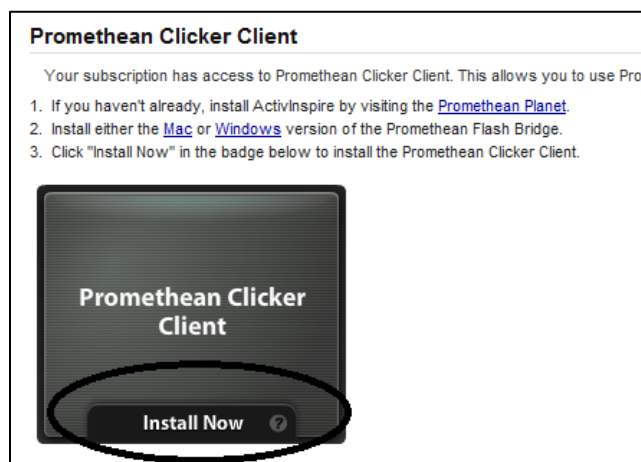 Promethean Clicker Client
Your subscription has access to Promethean Clicker Client. This allows you to use Pro
1. If you haven't already, install ActivInspire by visiting the Promethean Planet.
2. Install either the Mac or Windows version of the Promethean Flash Bridge.
3. Click "Install Now" in the badge below to install the Promethean Clicker Client.
Promethean Clicker
Client
Install Now ?